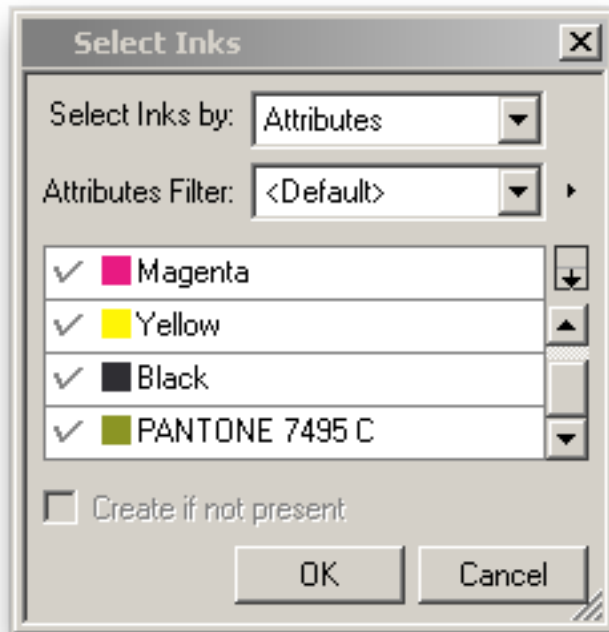 Select Inks
Select Inks by: Attributes
Attributes Filter: <Default>
Magenta
Yellow
Black
PANTONE 7495 C
Create if not present
OK Cancel